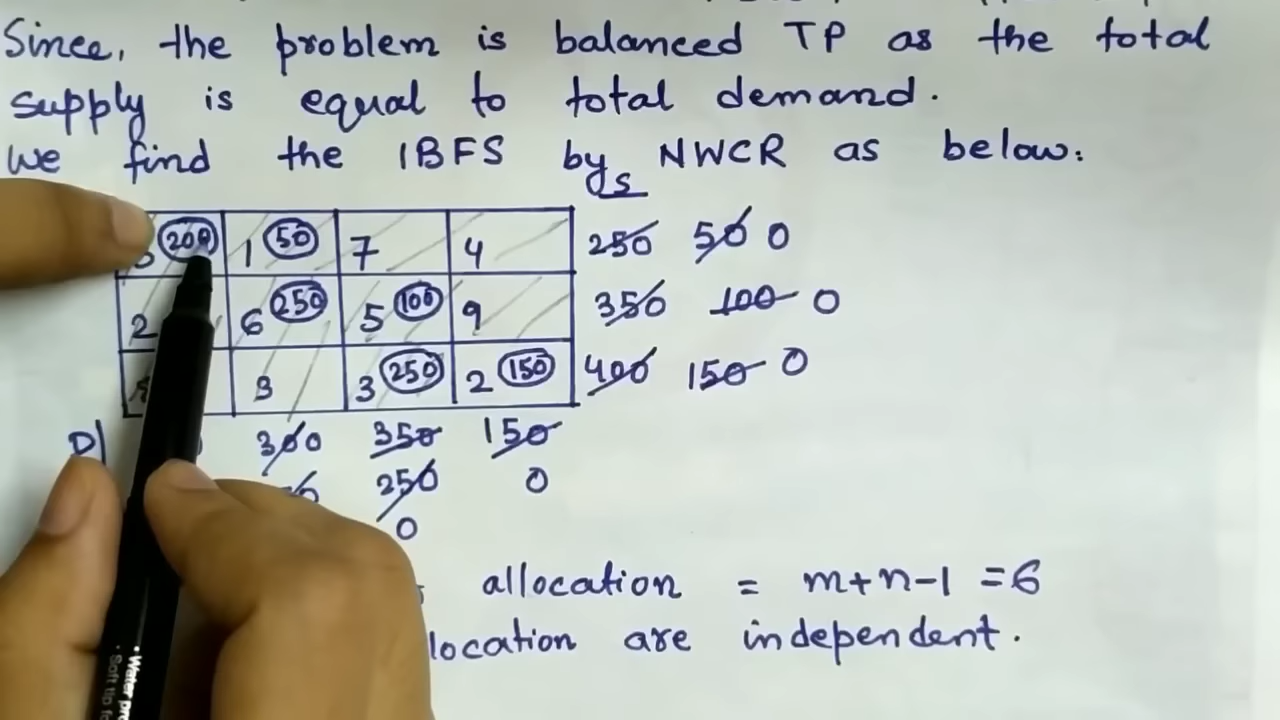 Since, the problem is balanced TP as the total
supply is equal to total demand.
We find the IBFS by NWCR as below:
S
200 1 50 7 4 250 50 0
2 6 250 5 100 9 350 100 0
3 250 2 150 400 150 0
D 300 350 150
250 0
0
allocation = m+n-1 = 6
are independent.